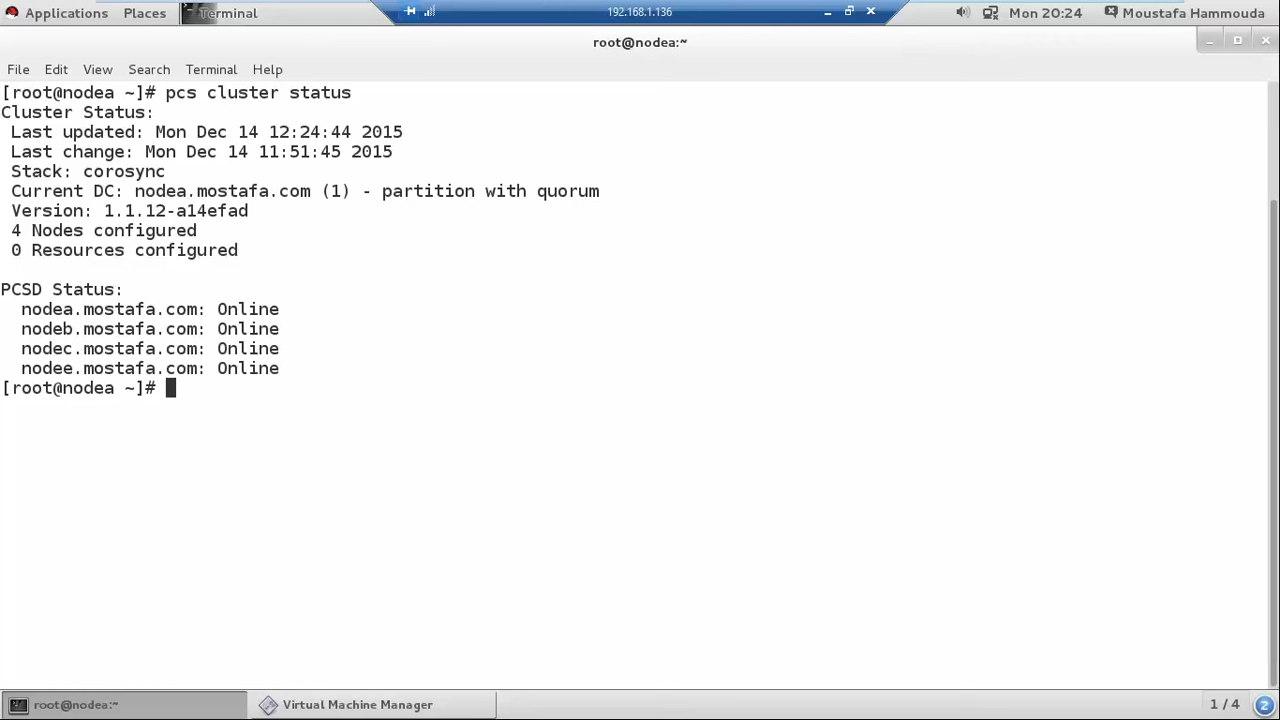 Applications Places Terminal 192.168.1.136 Mon 20:24 Moustafa Hammouda
root@nodea:~
File Edit View Search Terminal Help
[root@nodea ~]# pcs cluster status
Cluster Status:
 Last updated: Mon Dec 14 12:24:44 2015
 Last change: Mon Dec 14 11:51:45 2015
 Stack: corosync
 Current DC: nodea.mostafa.com (1) - partition with quorum
 Version: 1.1.12-a14efad
 4 Nodes configured
 0 Resources configured
PCSD Status:
  nodea.mostafa.com: Online
  nodeb.mostafa.com: Online
  nodec.mostafa.com: Online
  nodee.mostafa.com: Online
[root@nodea ~]#
root@nodea:~ Virtual Machine Manager 1 / 4 2